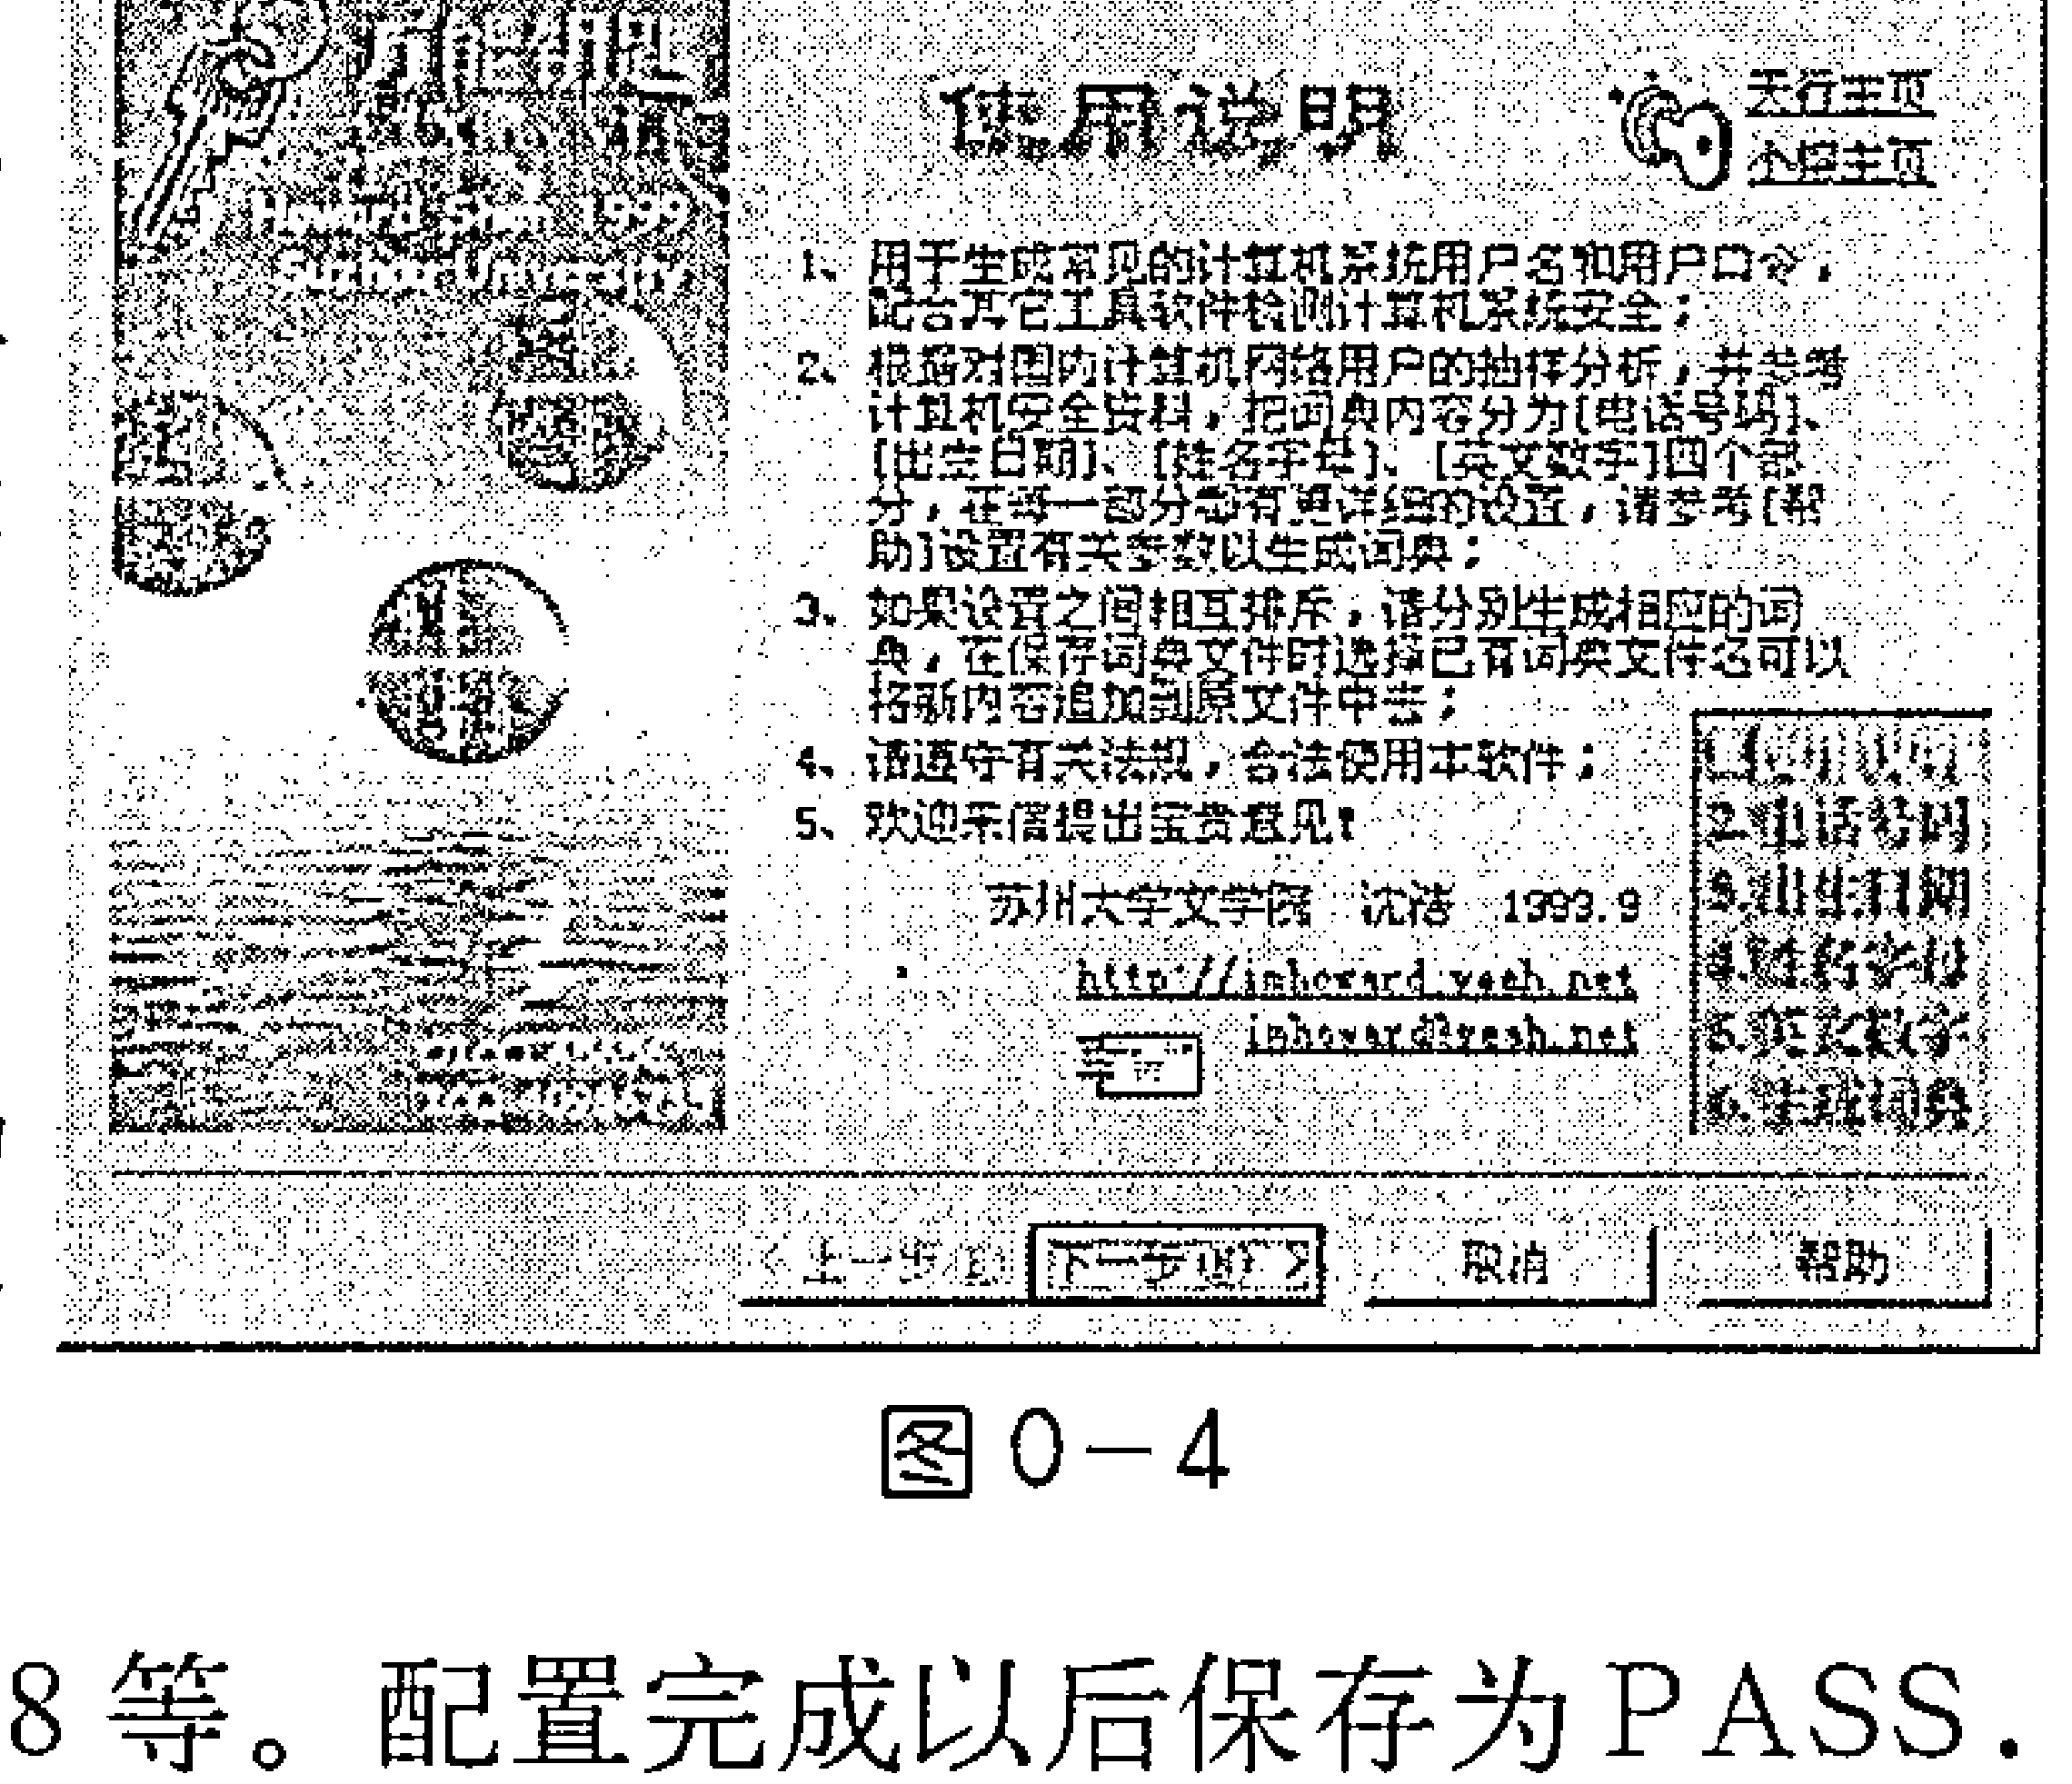 使用说明
天行主页
1、用于生成常见的计算机系统用户名和用户口令，
配合其它工具软件检测计算机系统安全；
2、根据对国内计算机网络用户的抽样分析，并参考
计算机安全资料，把词典内容分为[电话号码]、
[出生日期]、[姓名字母]、[英文数字]四个部
分，在每一部分都有更详细的设置，请参考[帮
助]设置有关参数以生成词典；
3、如果设置之间相互排斥，请分别生成相应的词
典，在保存词典文件时选择已有词典文件名可以
将新内容追加到原文件中去；
4、请遵守有关法规，合法使用本软件；
5、欢迎来信提出宝贵意见！
苏州大学文学院 沈浩
http://imhoward.yeah.net
imhoward@yeah.net
2.电话号码
3.出生日期
4.姓名字母
5.英文数字
6.生成词典
<上一步(B)
下一步(N) >
取消
帮助
图0-4
8等。配置完成以后保存为PASS.